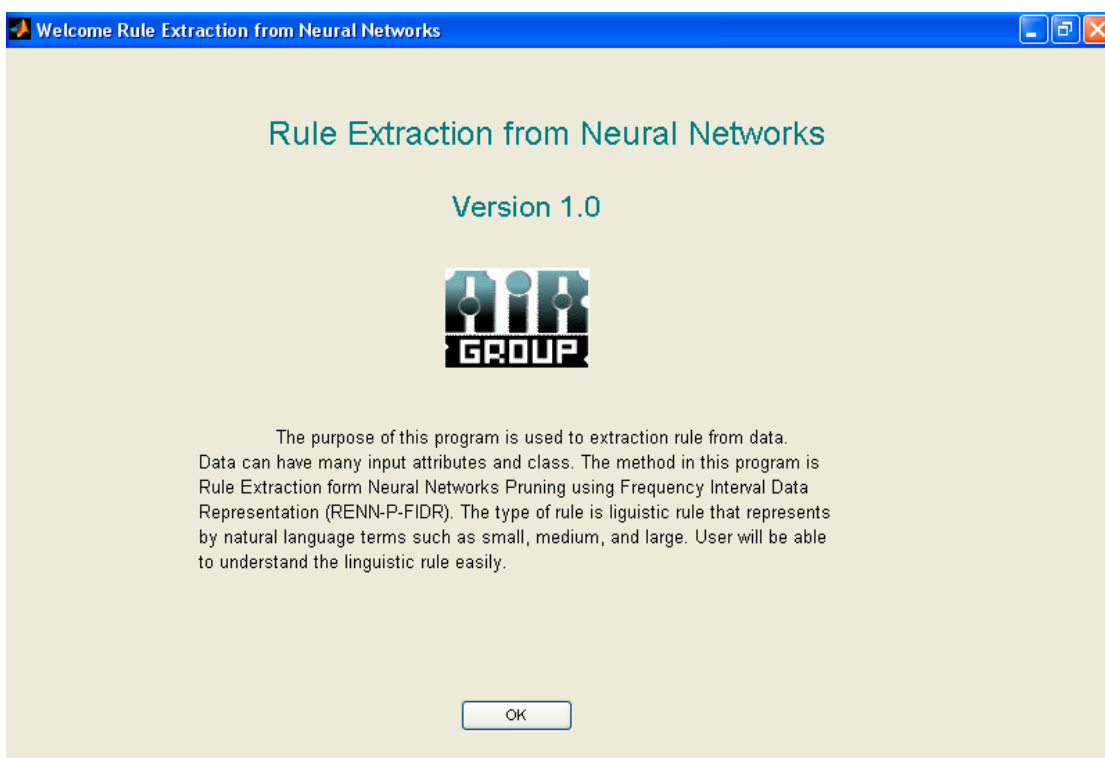 Welcome Rule Extraction from Neural Networks
Rule Extraction from Neural Networks
Version 1.0
GROUP
The purpose of this program is used to extraction rule from data.
Data can have many input attributes and class. The method in this program is
Rule Extraction form Neural Networks Pruning using Frequency Interval Data
Representation (RENN-P-FIDR). The type of rule is liguistic rule that represents
by natural language terms such as small, medium, and large. User will be able
to understand the linguistic rule easily.
OK